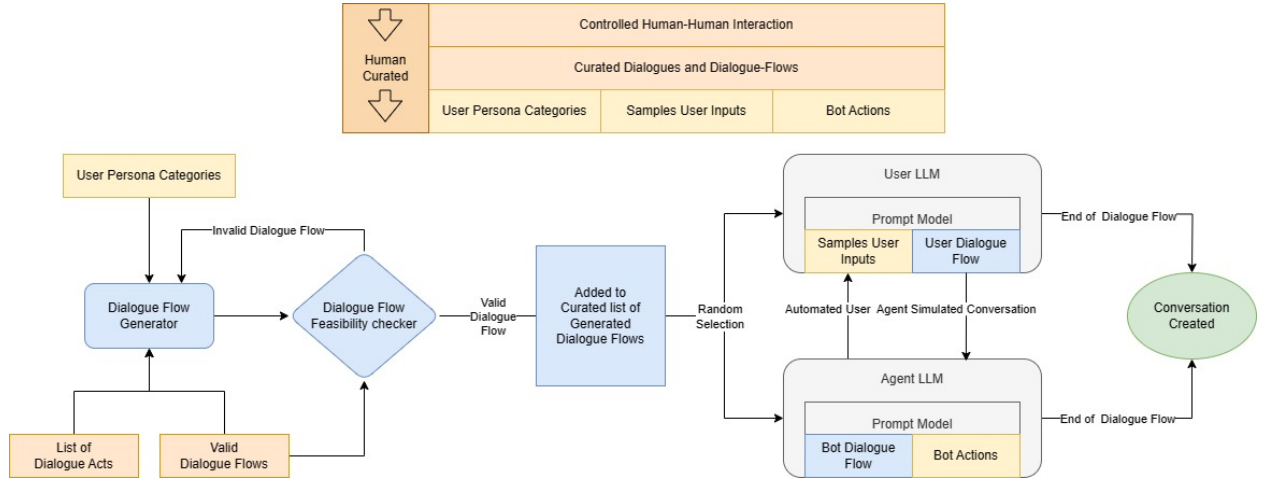 Controlled Human-Human Interaction
Human
Curated
Curated Dialogues and Dialogue-Flows
User Persona Categories
Samples User Inputs
Bot Actions
User Persona Categories
Invalid Dialogue Flow
Dialogue Flow
Generator
Dialogue Flow
Feasibility checker
List of
Dialogue Acts
Valid
Dialogue Flows
Valid
Dialogue
Flow
Added to
Curated list of
Generated
Dialogue Flows
Random
Selection
User LLM
Prompt Model
Samples User
Inputs
User Dialogue
Flow
Automated User
Agent Simulated Conversation
Agent LLM
Prompt Model
Bot Dialogue
Flow
Bot Actions
End of Dialogue Flow
Conversation
Created
End of Dialogue Flow